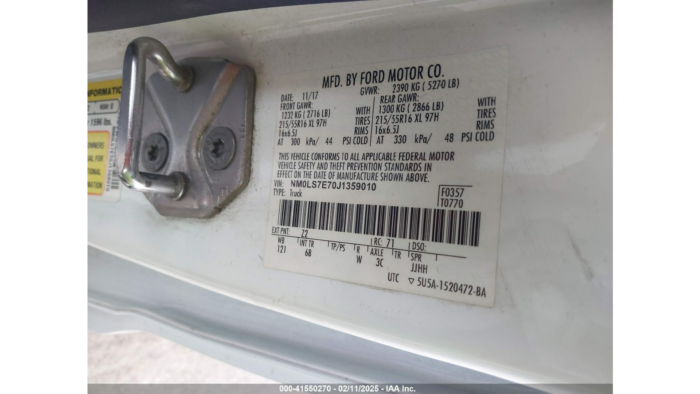 NFORMATION
MFD. BY FORD MOTOR CO.
11/17
GVWR: 2390 KG ( 5270 LB)
FRONT GAWR:
REAR GAWR:
1232 KG ( 2716 LB) WITH
1300 KG ( 2866 LB) WITH
215/55R16 XL 97H TIRES
215/55R16 XL 97H TIRES
16x6.5J RIMS
16x6.5J RIMS
AT 300 kPa/ 44 PSI COLD
AT 330 kPa/ 48 PSI COLD
THIS VEHICLE CONFORMS TO ALL APPLICABLE FEDERAL MOTOR
VEHICLE SAFETY AND THEFT PREVENTION STANDARDS IN
EFFECT ON THE DATE OF MANUFACTURE SHOWN ABOVE.
VIN: NM0LS7E70J1359010
TYPE: Truck
F0357
T0770
EXT PNT: Z2 RC: 71 DSO:
WB INT TR TP/PS R AXLE TR SPR
121 6B W 3C JJHH
UTC ▽ 5U5A-1520472-BA
000-41550270 - 02/11/2025 - IAA Inc.